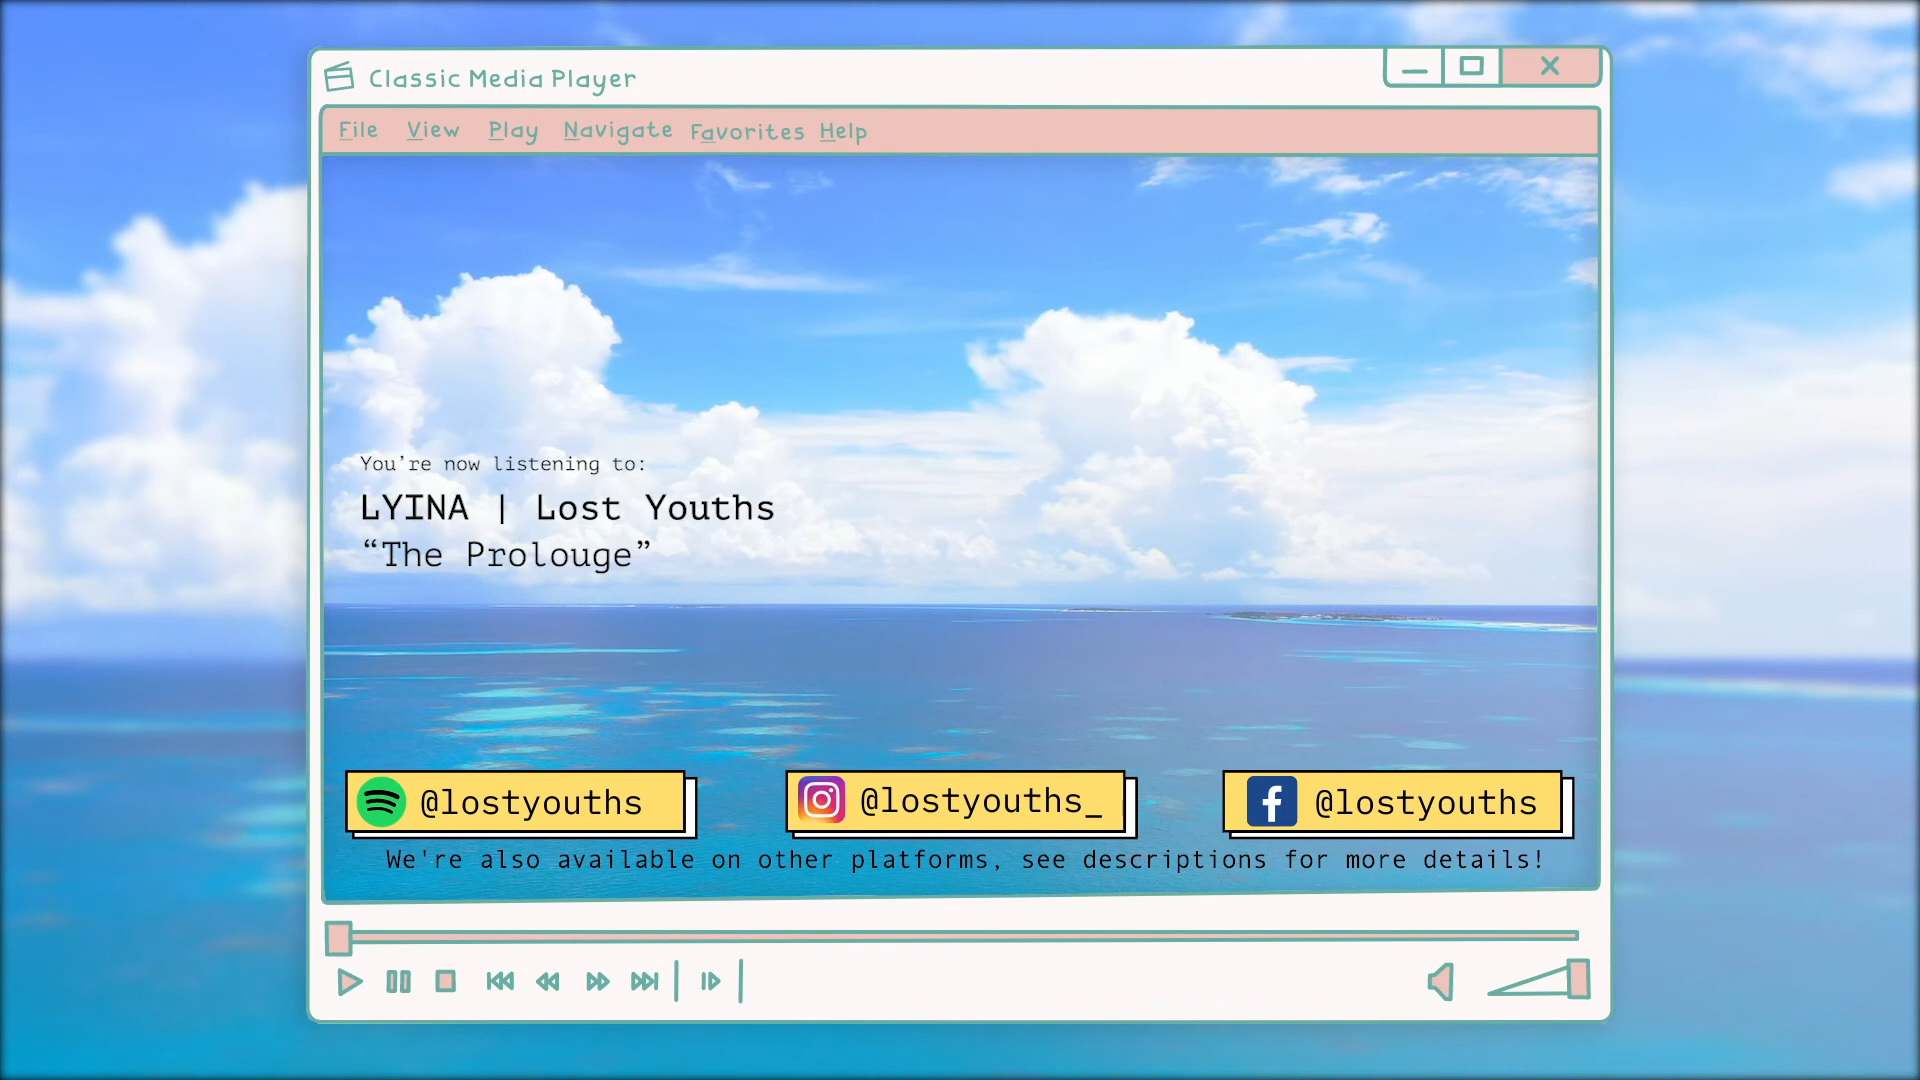 Classic Media Player
File View Play Navigate Favorites Help
You're now listening to:
LYINA | Lost Youths
“The Prolouge”
@lostyouths @lostyouths_ @lostyouths
We're also available on other platforms, see descriptions for more details!